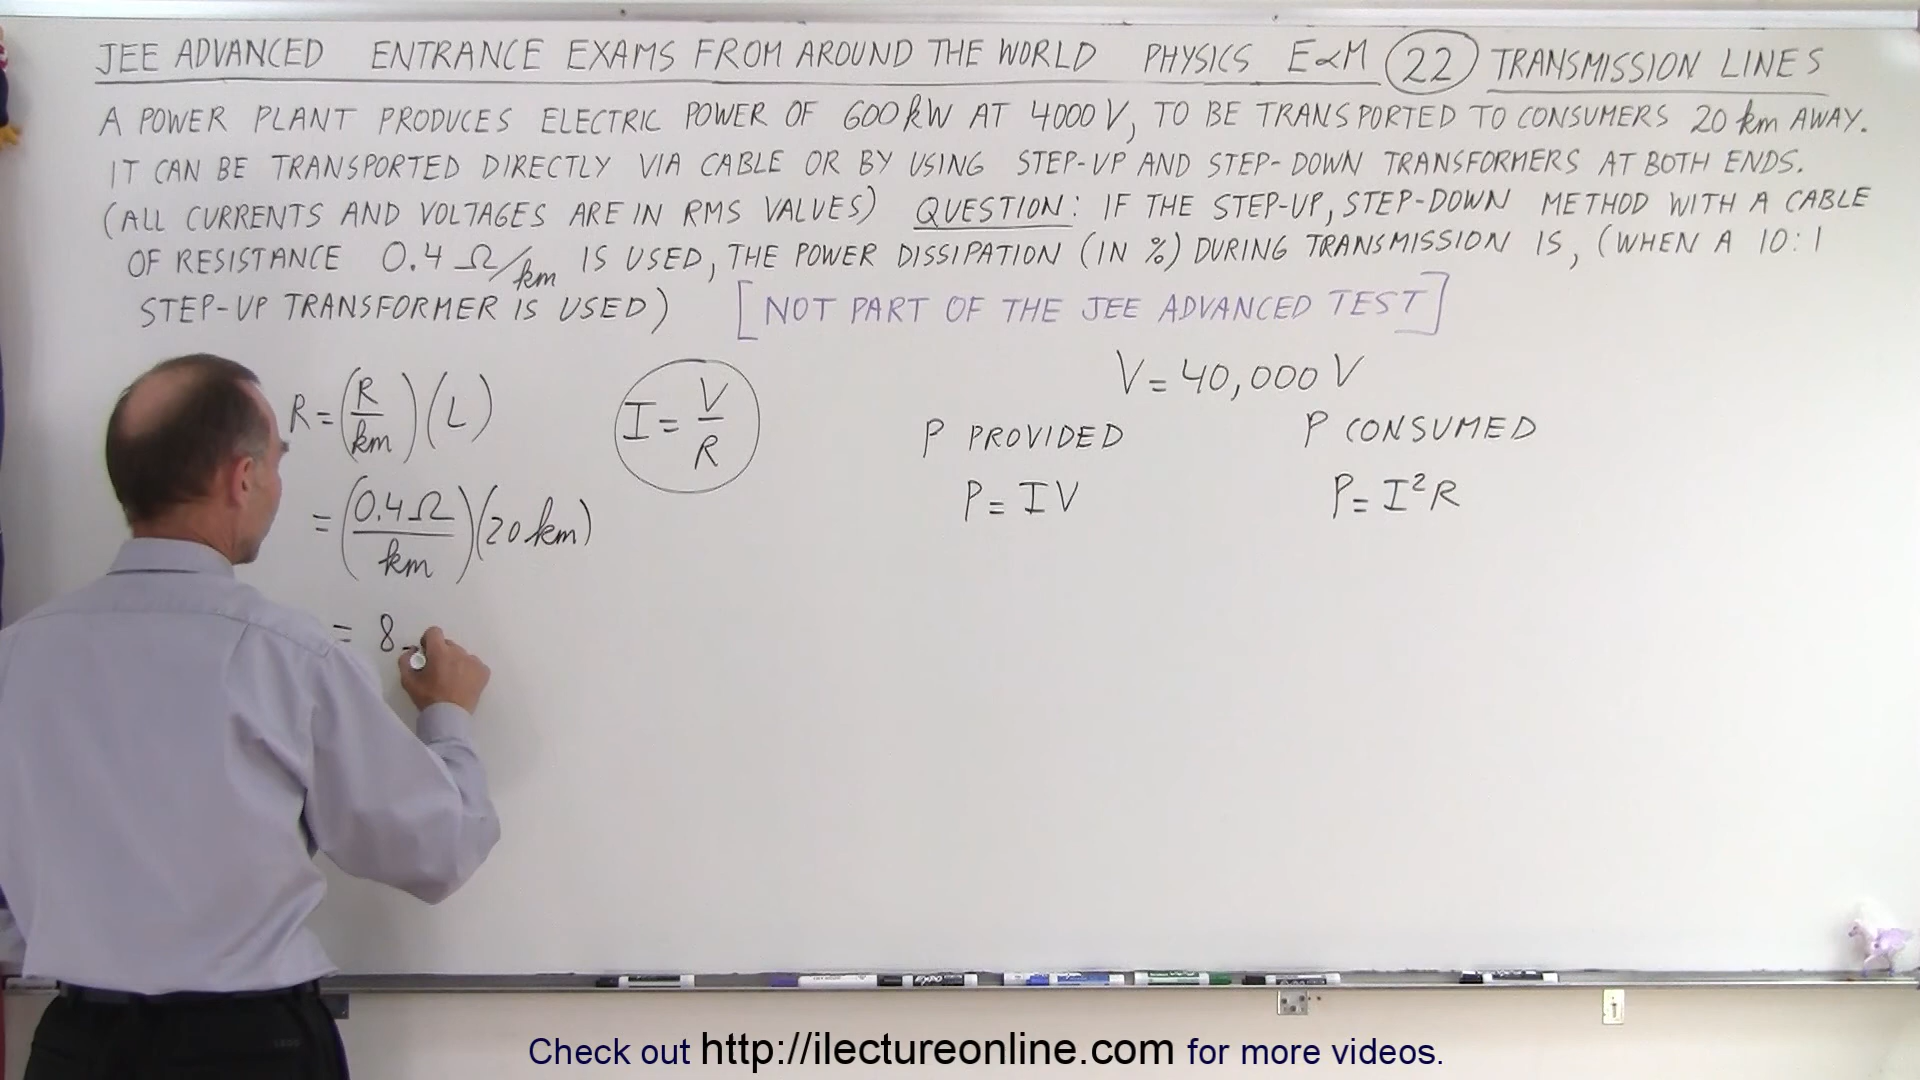 JEE ADVANCED ENTRANCE EXAMS FROM AROUND THE WORLD PHYSICS E&M 22 TRANSMISSION LINES
A POWER PLANT PRODUCES ELECTRIC POWER OF 600 kW AT 4000 V, TO BE TRANSPORTED TO CONSUMERS 20 km AWAY.
IT CAN BE TRANSPORTED DIRECTLY VIA CABLE OR BY USING STEP-UP AND STEP-DOWN TRANSFORMERS AT BOTH ENDS.
(ALL CURRENTS AND VOLTAGES ARE IN RMS VALUES) QUESTION: IF THE STEP-UP, STEP-DOWN METHOD WITH A CABLE
OF RESISTANCE 0.4 Ω/km IS USED, THE POWER DISSIPATION (IN %) DURING TRANSMISSION IS, (WHEN A 10:1
STEP-UP TRANSFORMER IS USED) [NOT PART OF THE JEE ADVANCED TEST]
R = (R/km)(L)
I = V/R
V = 40,000 V
P PROVIDED P CONSUMED
= (0.4 Ω/km)(20 km)
P = IV P = I²R
= 8
Check out http://ilectureonline.com for more videos.